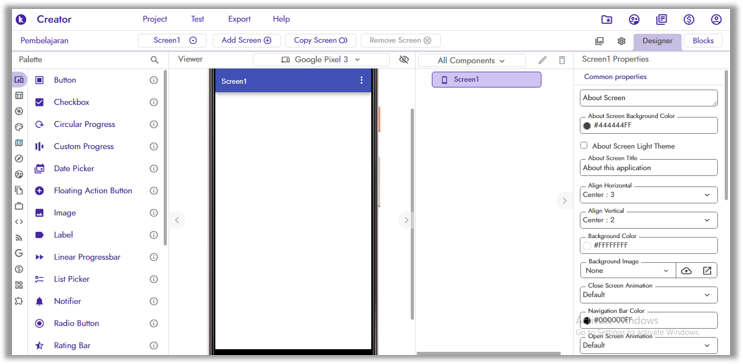 Creator Project Test Export Help
Pembelajaran Screen1 Add Screen Copy Screen Remove Screen Designer Blocks
Palette
Viewer Google Pixel 3
All Components
Screen1 Properties
Common properties
Button
Checkbox
Circular Progress
Custom Progress
Date Picker
Floating Action Button
Image
Label
Linear Progressbar
List Picker
Notifier
Radio Button
Rating Bar
Screen1
Screen1
About Screen
About Screen Background Color
#444444FF
About Screen Light Theme
About Screen Title
About this application
Align Horizontal
Center : 3
Align Vertical
Center : 2
Background Color
#FFFFFFFF
Background Image
None
Close Screen Animation
Default
Navigation Bar Color
#000000FF
Activate Windows
Go to Settings to activate Windows.
Open Screen Animation
Default